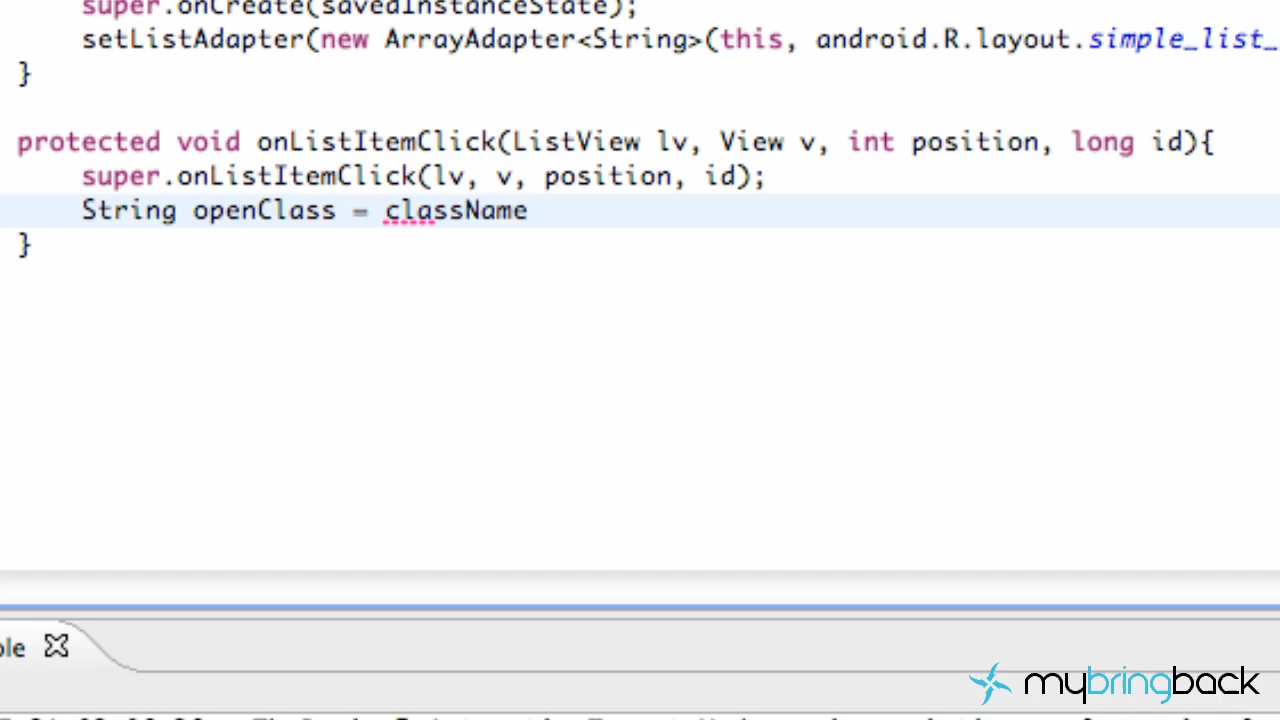 super.onCreate(savedInstanceState);
setListAdapter(new ArrayAdapter<String>(this, android.R.layout.simple_list_
}
protected void onListItemClick(ListView lv, View v, int position, long id){
super.onListItemClick(lv, v, position, id);
String openClass = className
}
ole
mybringback